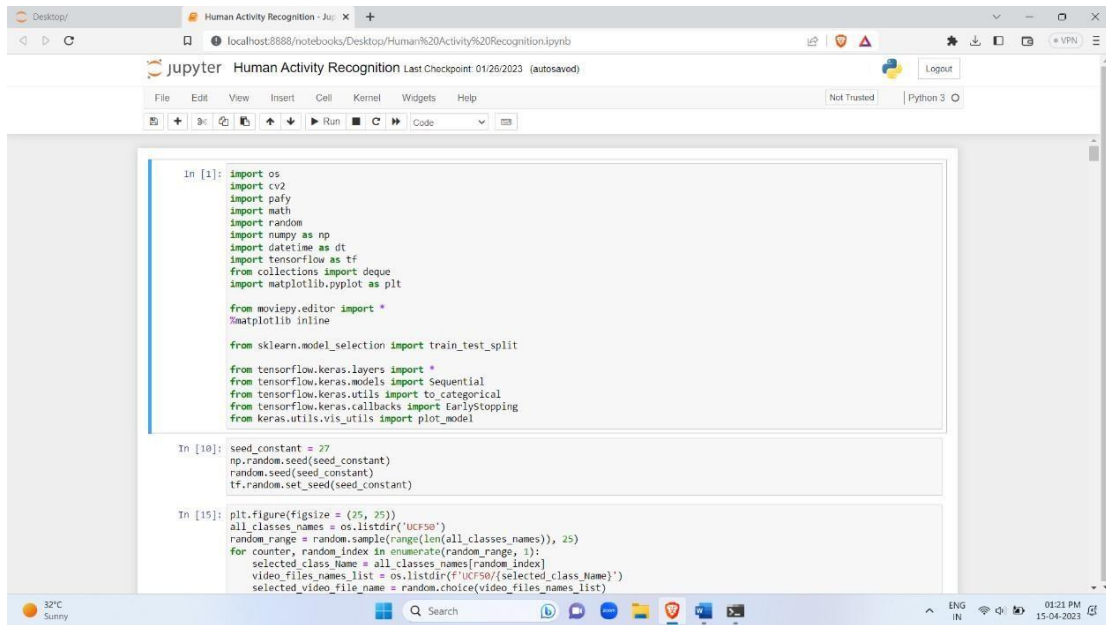 Desktop/
Human Activity Recognition - Jup
localhost:8888/notebooks/Desktop/Human%20Activity%20Recognition.ipynb
VPN
jupyter Human Activity Recognition Last Checkpoint: 01/26/2023 (autosaved)
Logout
File Edit View Insert Cell Kernel Widgets Help
Not Trusted
Python 3
Run
Code
In [1]: import os
import cv2
import pafy
import math
import random
import numpy as np
import datetime as dt
import tensorflow as tf
from collections import deque
import matplotlib.pyplot as plt
from moviepy.editor import *
%matplotlib inline
from sklearn.model_selection import train_test_split
from tensorflow.keras.layers import *
from tensorflow.keras.models import Sequential
from tensorflow.keras.utils import to_categorical
from tensorflow.keras.callbacks import EarlyStopping
from keras.utils.vis_utils import plot_model
In [10]: seed_constant = 27
np.random.seed(seed_constant)
random.seed(seed_constant)
tf.random.set_seed(seed_constant)
In [15]: plt.figure(figsize = (25, 25))
all_classes_names = os.listdir('UCF50')
random_range = random.sample(range(len(all_classes_names)), 25)
for counter, random_index in enumerate(random_range, 1):
selected_class_Name = all_classes_names[random_index]
video_files_names_list = os.listdir(f'UCF50/{selected_class_Name}')
selected_video_file_name = random.choice(video_files_names_list)
32°C
Sunny
Search
ENG
IN
01:21 PM
15-04-2023